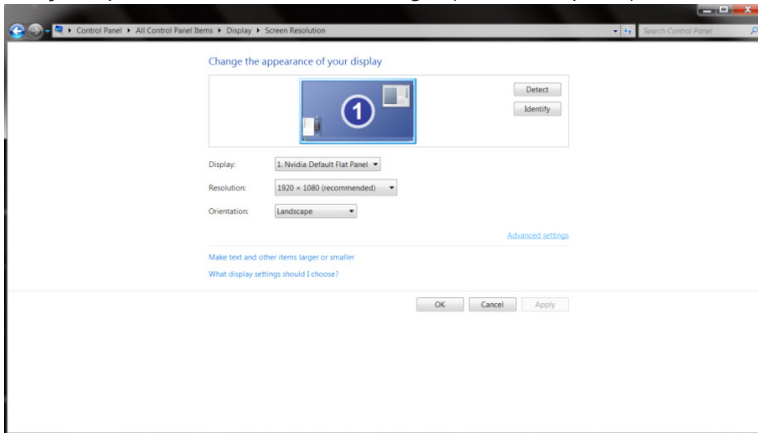 Control Panel ▸ All Control Panel Items ▸ Display ▸ Screen Resolution
Search Control Panel
Change the appearance of your display
1
Detect
Identify
Display: 1. Nvidia Default Flat Panel
Resolution: 1920 × 1080 (recommended)
Orientation: Landscape
Advanced settings
Make text and other items larger or smaller
What display settings should I choose?
OK Cancel Apply